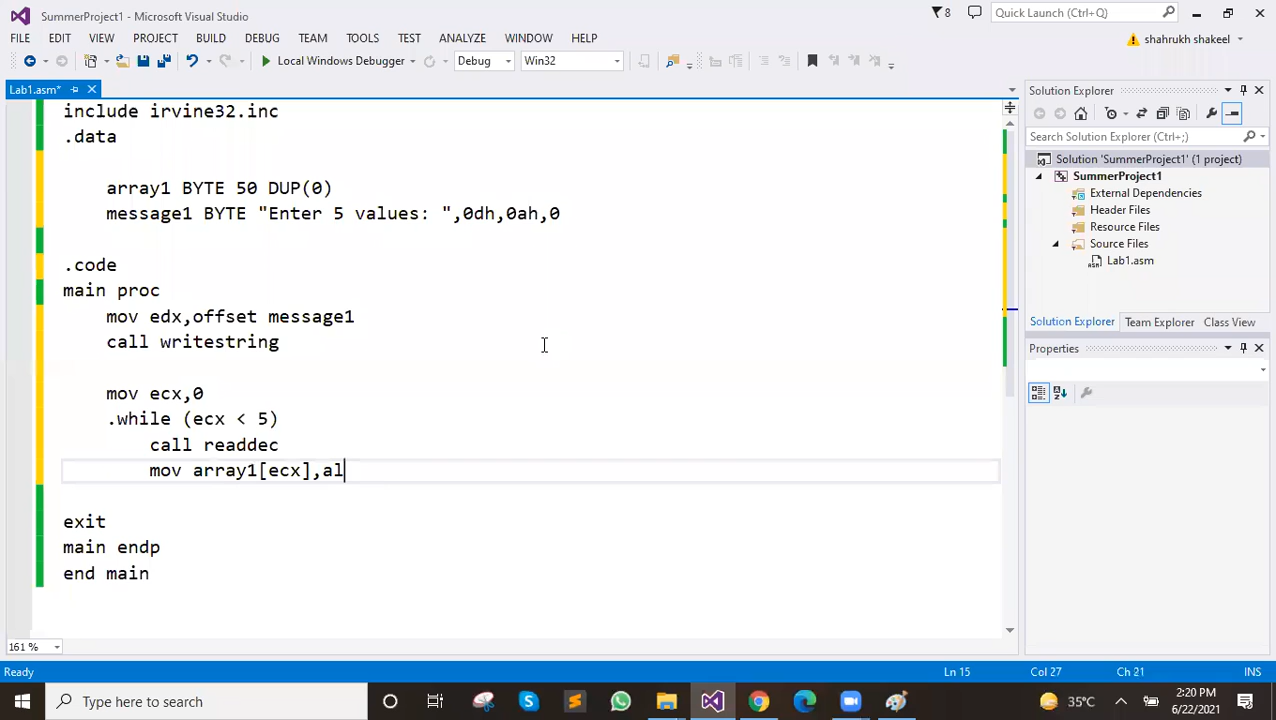 SummerProject1 - Microsoft Visual Studio
8
Quick Launch (Ctrl+Q)
FILE EDIT VIEW PROJECT BUILD DEBUG TEAM TOOLS TEST ANALYZE WINDOW HELP
shahrukh shakeel
Local Windows Debugger
Debug
Win32
Lab1.asm*
include irvine32.inc
.data
array1 BYTE 50 DUP(0)
message1 BYTE "Enter 5 values: ",0dh,0ah,0
.code
main proc
mov edx,offset message1
call writestring
mov ecx,0
.while (ecx < 5)
call readdec
mov array1[ecx],al
exit
main endp
end main
161 %
Solution Explorer
Search Solution Explorer (Ctrl+;)
Solution 'SummerProject1' (1 project)
SummerProject1
External Dependencies
Header Files
Resource Files
Source Files
Lab1.asm
Solution Explorer Team Explorer Class View
Properties
Ready
Ln 15
Col 27
Ch 21
INS
Type here to search
35°C
2:20 PM
6/22/2021